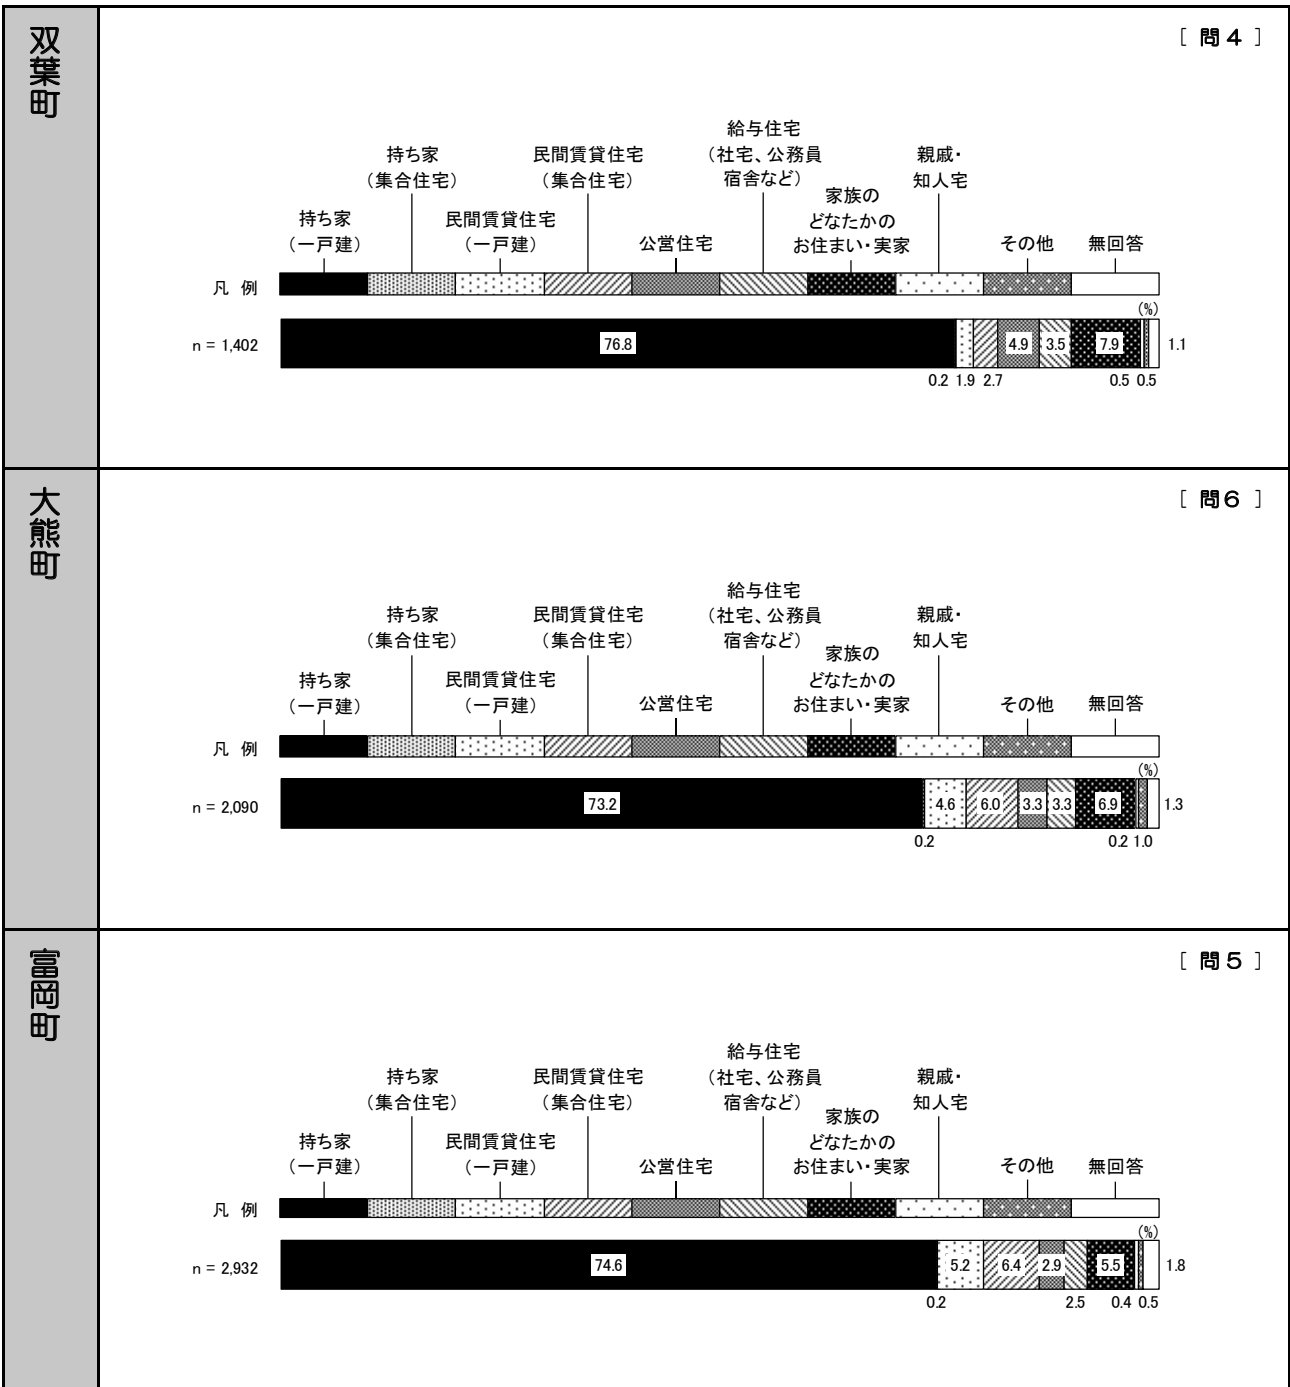 双葉町
[ 問4 ]
給与住宅
持ち家 民間賃貸住宅 (社宅、公務員 親戚・
(集合住宅) (集合住宅) 宿舎など) 知人宅
家族の
持ち家 民間賃貸住宅 どなたかの
(一戸建) (一戸建) 公営住宅 お住まい・実家 その他 無回答
凡 例
(%)
n = 1,402 76.8 4.9 3.5 7.9 1.1
0.2 1.9 2.7 0.5 0.5
大熊町
[ 問6 ]
給与住宅
持ち家 民間賃貸住宅 (社宅、公務員 親戚・
(集合住宅) (集合住宅) 宿舎など) 知人宅
家族の
持ち家 民間賃貸住宅 どなたかの
(一戸建) (一戸建) 公営住宅 お住まい・実家 その他 無回答
凡 例
(%)
n = 2,090 73.2 4.6 6.0 3.3 3.3 6.9 1.3
0.2 0.2 1.0
富岡町
[ 問5 ]
給与住宅
持ち家 民間賃貸住宅 (社宅、公務員 親戚・
(集合住宅) (集合住宅) 宿舎など) 知人宅
家族の
持ち家 民間賃貸住宅 どなたかの
(一戸建) (一戸建) 公営住宅 お住まい・実家 その他 無回答
凡 例
(%)
n = 2,932 74.6 5.2 6.4 2.9 5.5 1.8
0.2 2.5 0.4 0.5